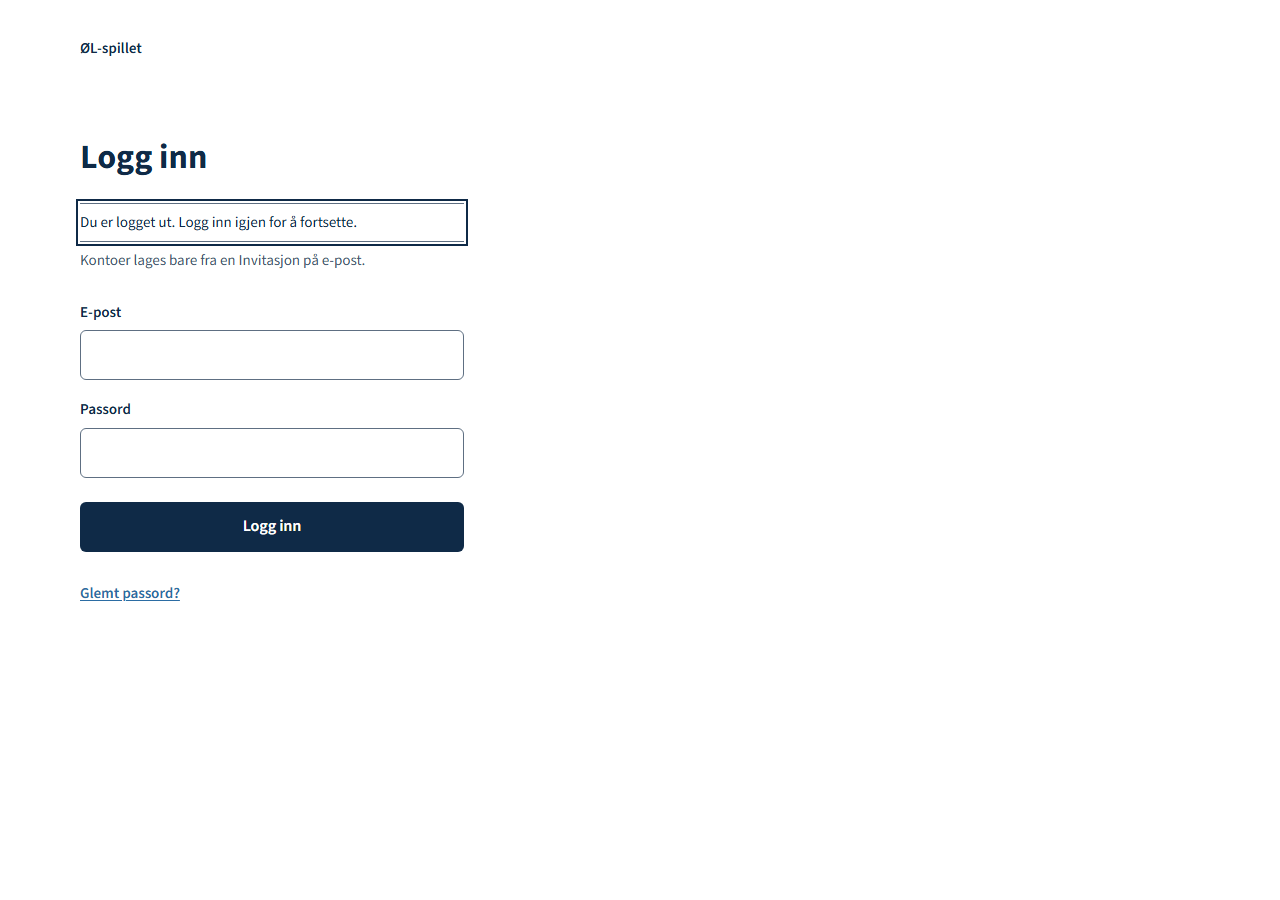 ØL-spillet
Logg inn
Du er logget ut. Logg inn igjen for å fortsette.
Kontoer lages bare fra en Invitasjon på e-post.
E-post
Passord
Logg inn
Glemt passord?